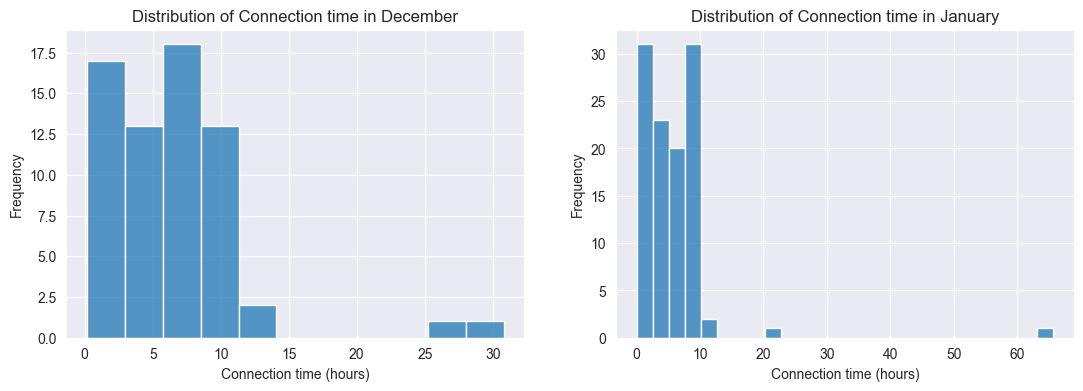 Distribution of Connection time in December
17.5
15.0
12.5
10.0
7.5
5.0
2.5
0.0
Frequency
0 5 10 15 20 25 30
Connection time (hours)
Distribution of Connection time in January
30
25
20
15
10
5
0
Frequency
0 10 20 30 40 50 60
Connection time (hours)